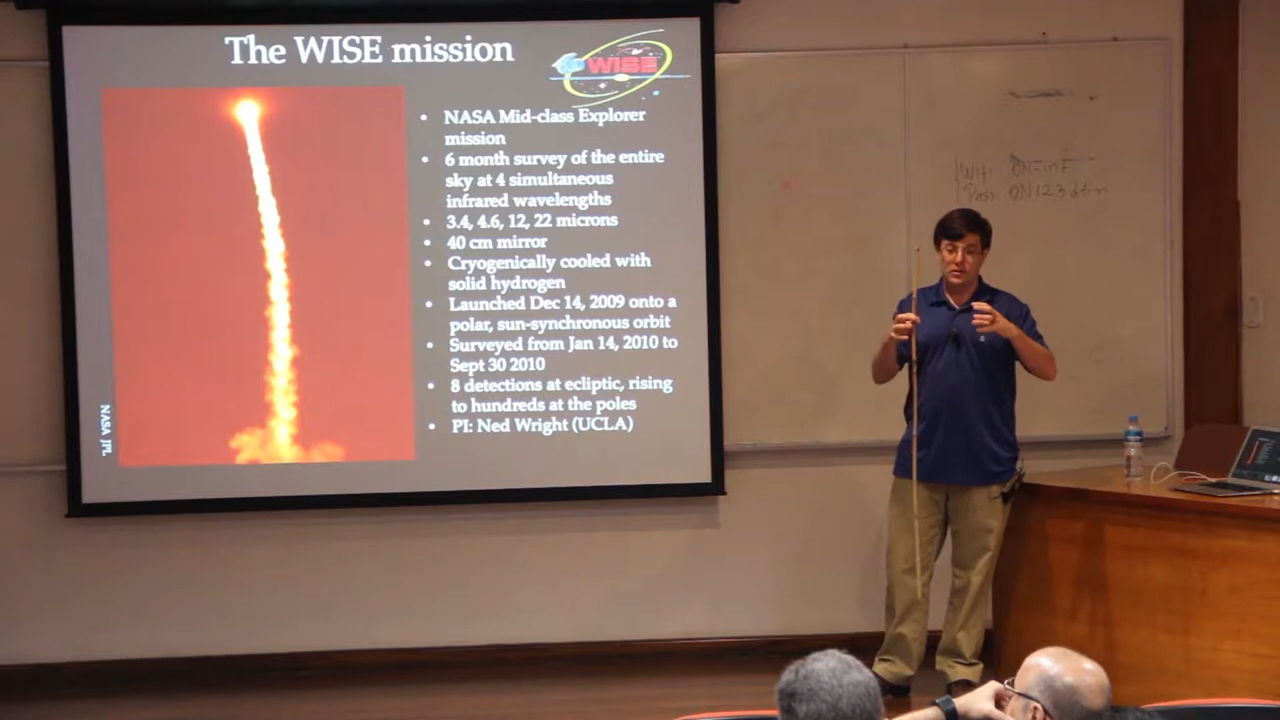 The WISE mission
WISE
• NASA Mid-class Explorer
mission
• 6 month survey of the entire
sky at 4 simultaneous
infrared wavelengths
• 3.4, 4.6, 12, 22 microns
• 40 cm mirror
• Cryogenically cooled with
solid hydrogen
• Launched Dec 14, 2009 onto a
polar, sun-synchronous orbit
• Surveyed from Jan 14, 2010 to
Sept 30 2010
• 8 detections at ecliptic, rising
to hundreds at the poles
• PI: Ned Wright (UCLA)
NASA JPL